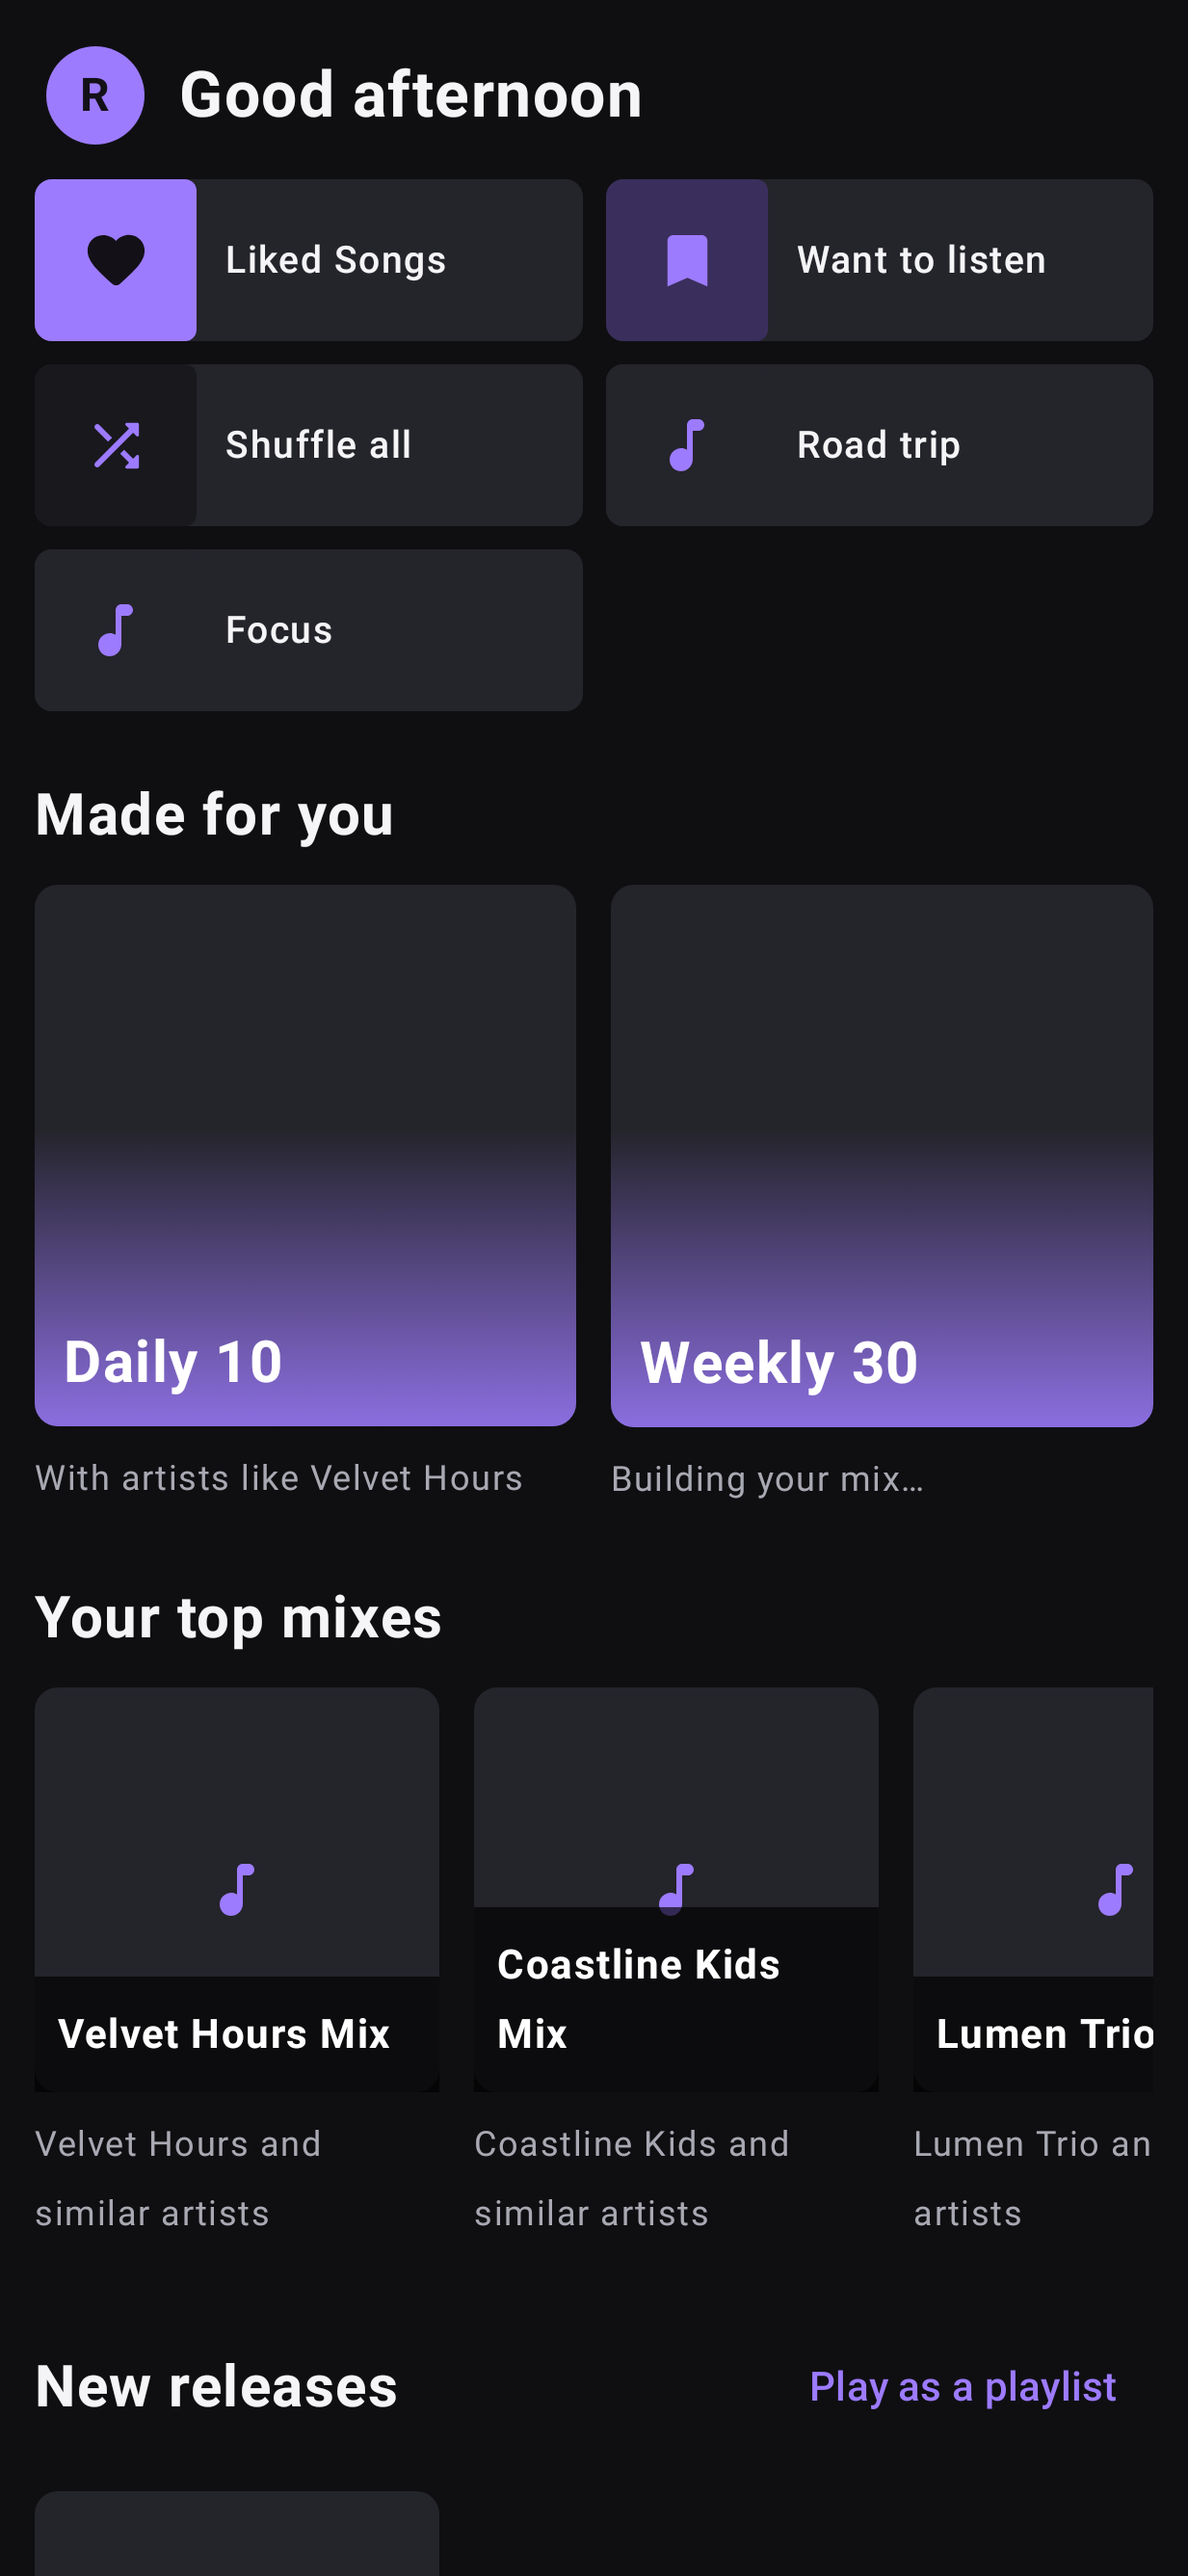 R
Good afternoon
Liked Songs
Want to listen
Shuffle all
Road trip
Focus
Made for you
Daily 10
Weekly 30
With artists like Velvet Hours
Building your mix…
Your top mixes
Velvet Hours Mix
Coastline Kids
Mix
Lumen Trio
Velvet Hours and
similar artists
Coastline Kids and
similar artists
Lumen Trio an
artists
New releases
Play as a playlist